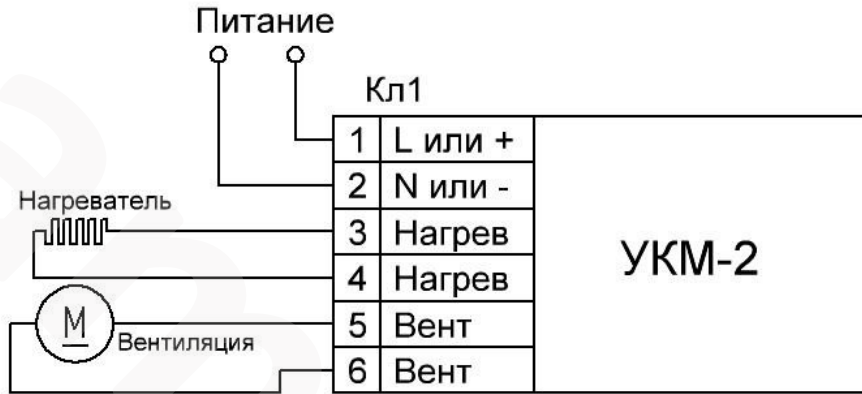 Питание
Кл1
1 L или +
2 N или -
Нагреватель
3 Нагрев
4 Нагрев
УКМ-2
M
Вентиляция
5 Вент
6 Вент